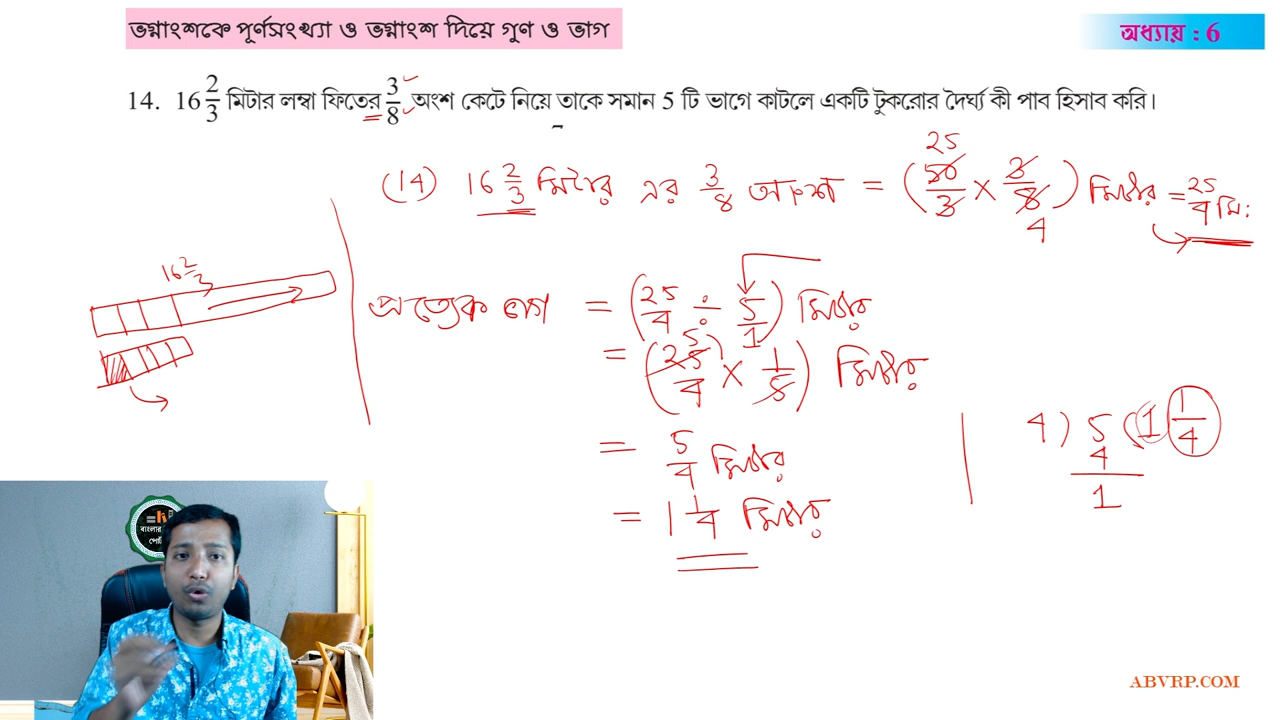 ভগ্নাংশকে পূর্ণসংখ্যা ও ভগ্নাংশ দিয়ে গুণ ও ভাগ
অধ্যায় : 6
14. 16 2/3 মিটার লম্বা ফিতের 3/8 অংশ কেটে নিয়ে তাকে সমান 5 টি ভাগে কাটলে একটি টুকরোর দৈর্ঘ্য কী পাব হিসাব করি।
(14) 16 2/3 মিটার এর 3/8 অংশ = (50/3 × 3/8) মিটার = 25/4 মি:
25
4
16 2/3
প্রত্যেক ভাগ = (25/4 ÷ 5/1) মিটার
= (25/4 × 1/5) মিটার
5
= 5/4 মিটার
= 1 1/4 মিটার
4) 5 (1 1/4
4
1
বাংলার
ABVRP.COM